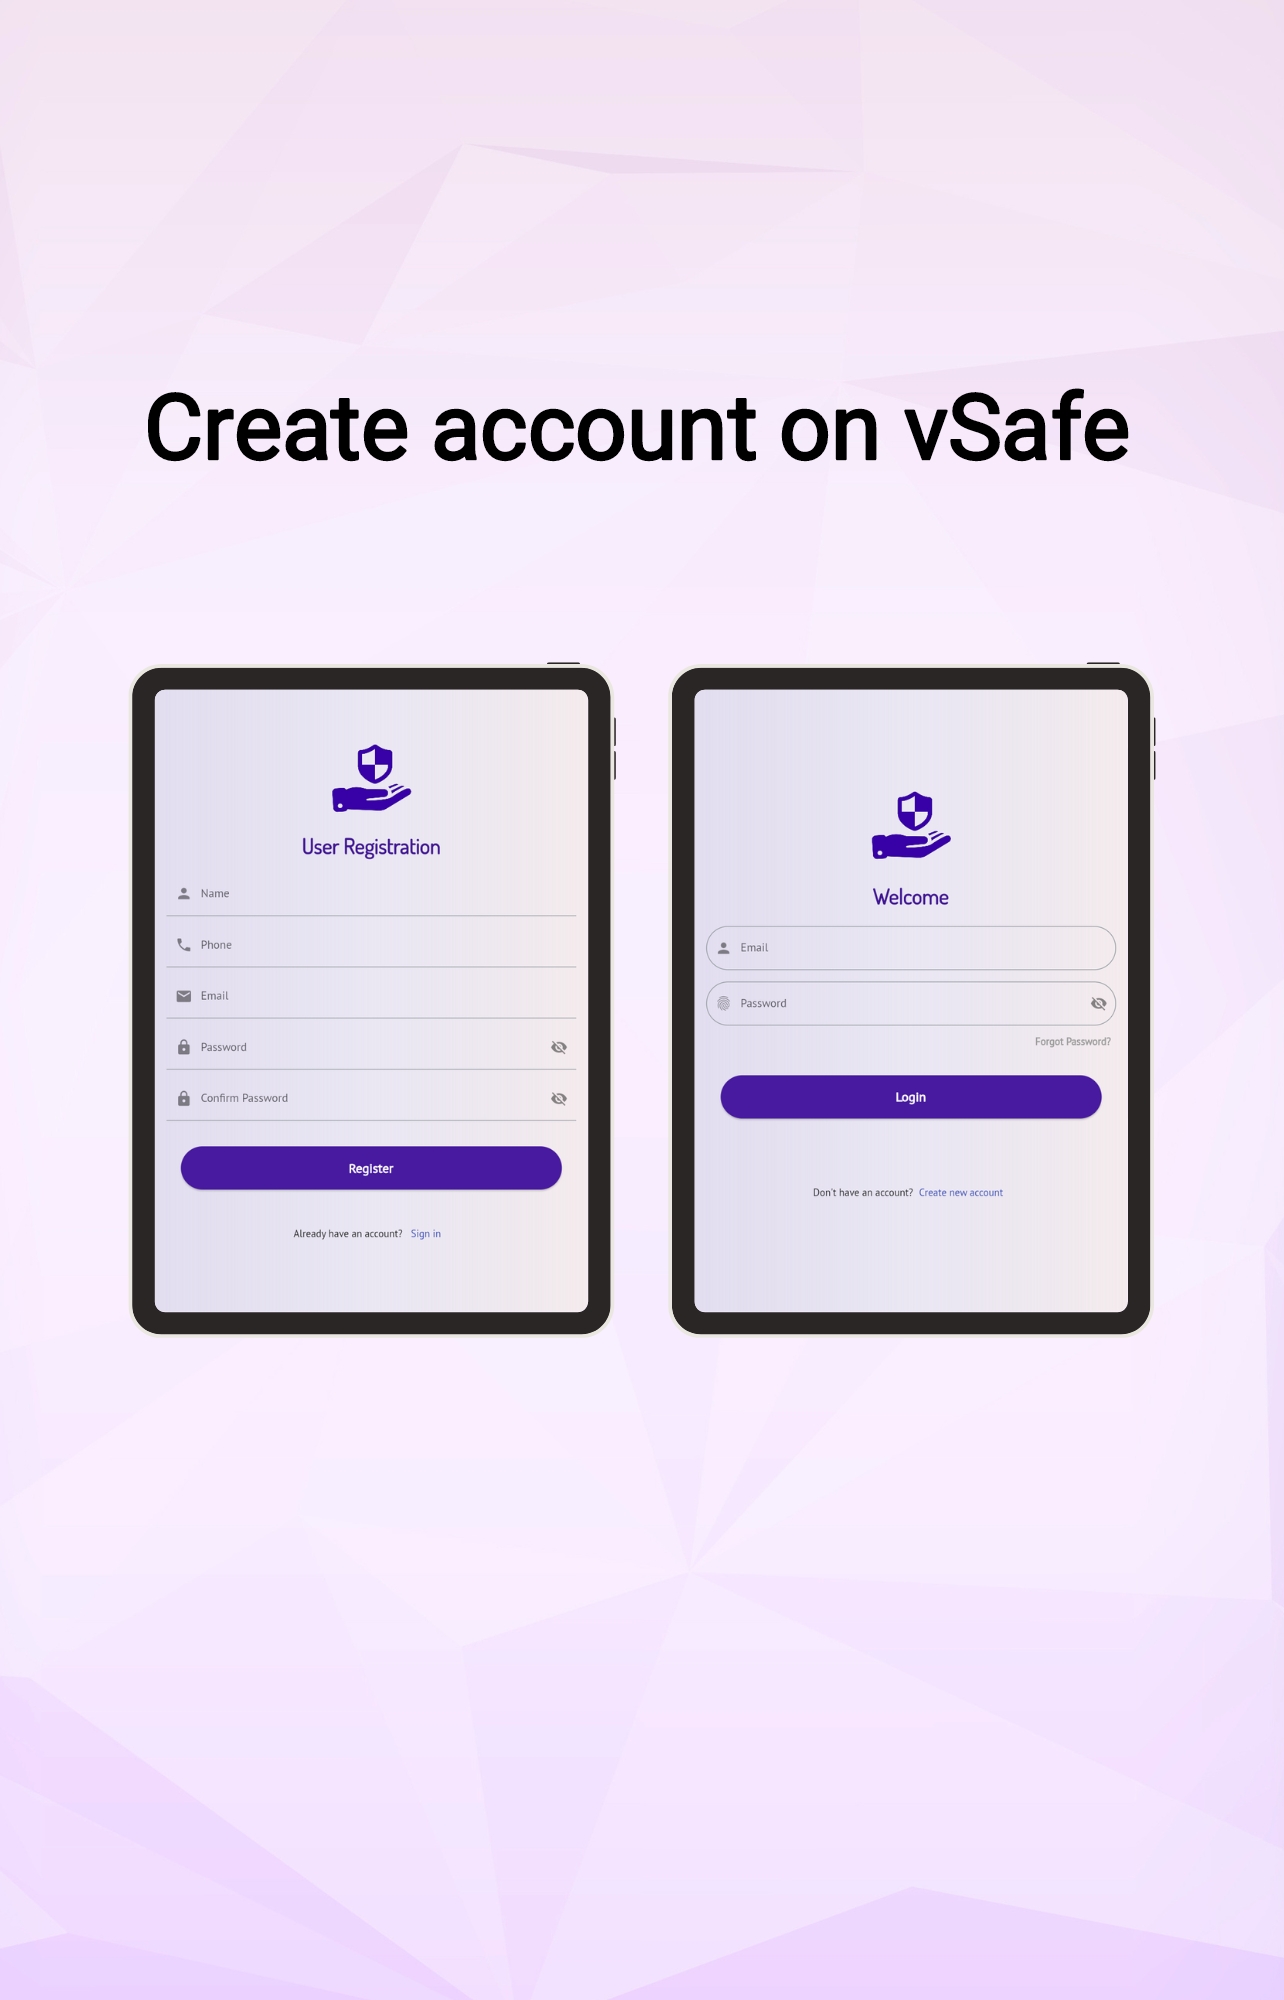 Create account on vSafe
User Registration
Name
Phone
Email
Password
Confirm Password
Register
Already have an account? Sign in
Welcome
Email
Password
Forgot Password?
Login
Don't have an account? Create new account